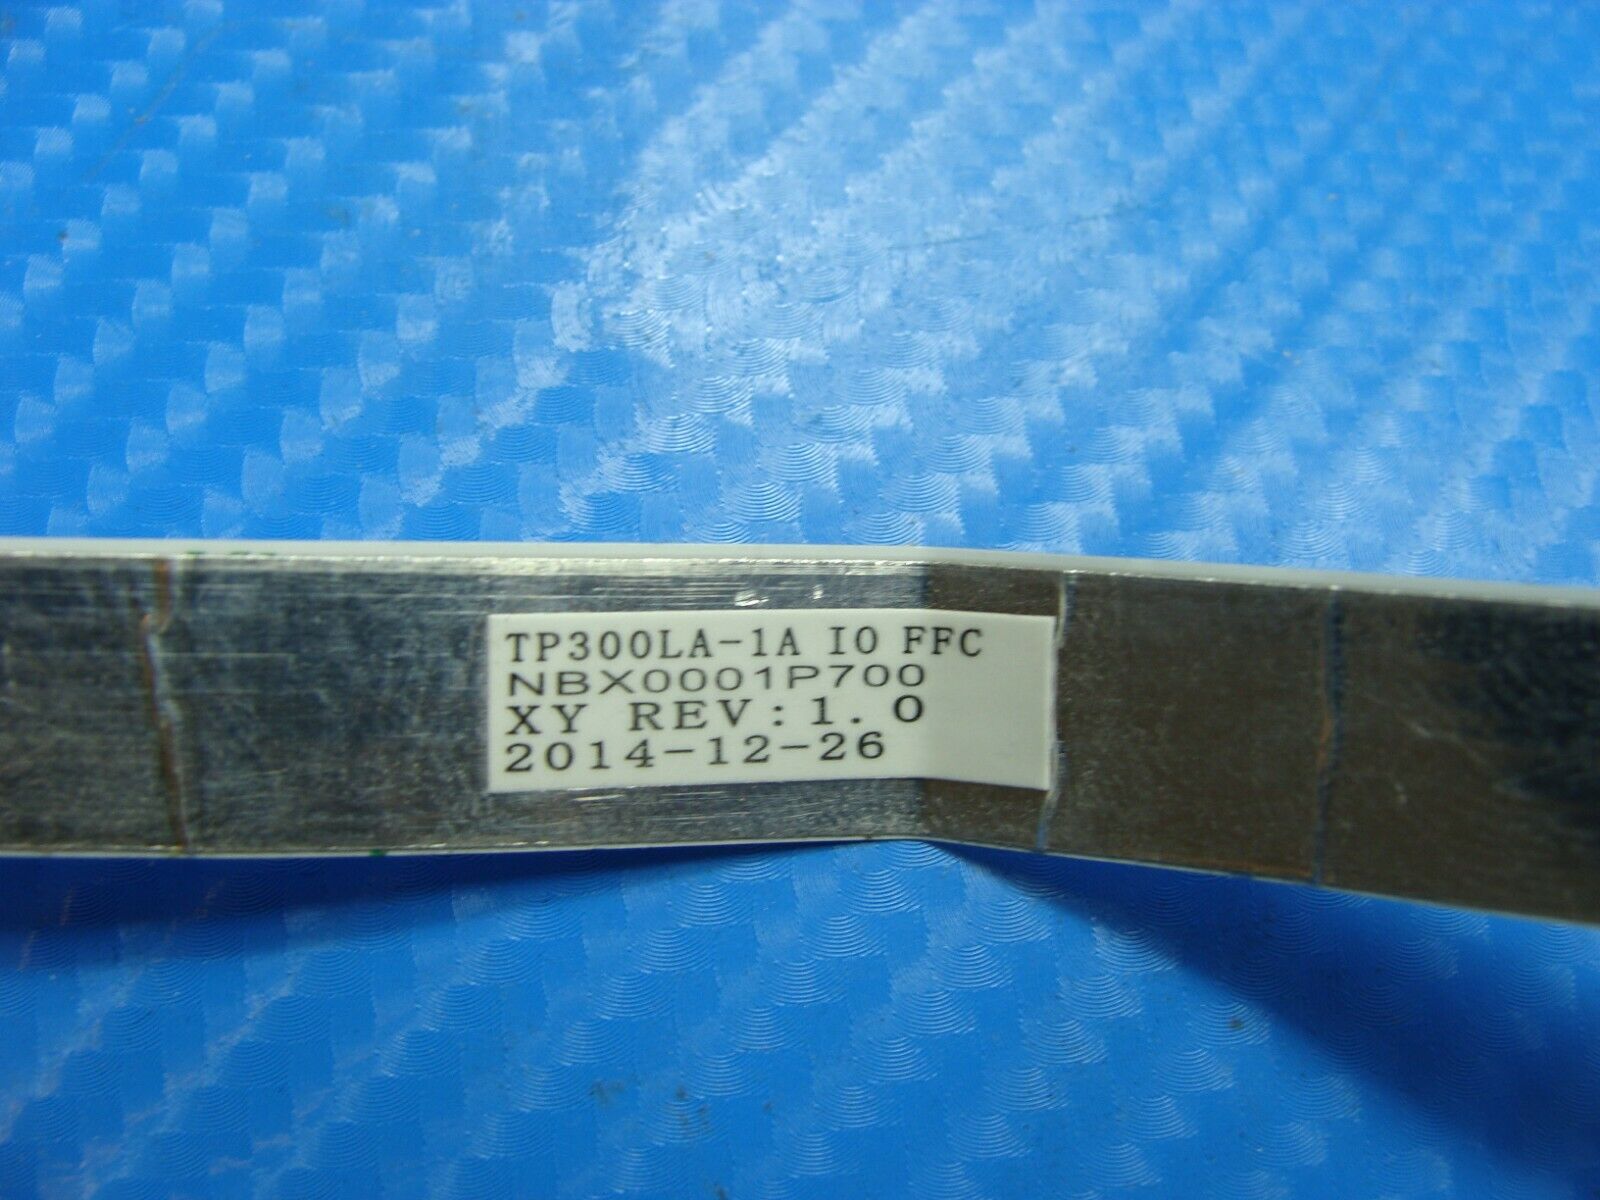 TP300LA-1A IO FFC
NBX0001P700
XY REV:1.0
2014-12-26